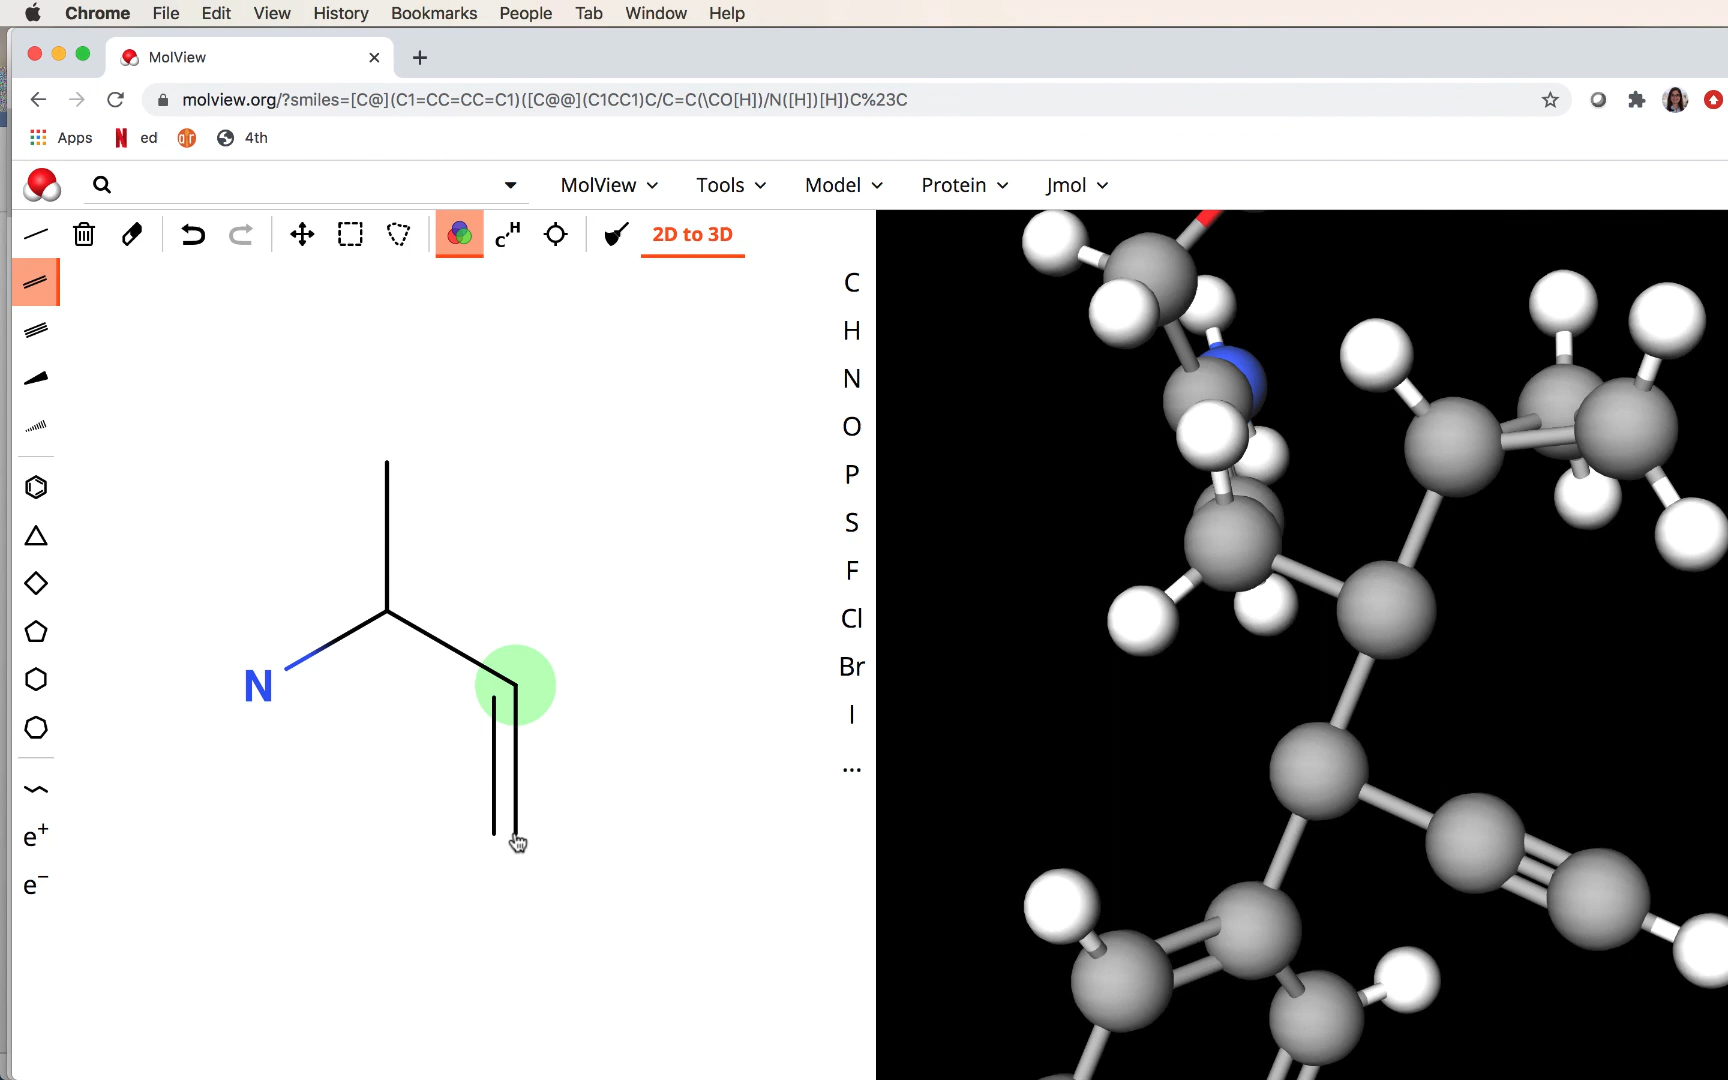 Chrome File Edit View History Bookmarks People Tab Window Help
MolView
molview.org/?smiles=[C@](C1=CC=CC=C1)([C@@](C1CC1)C/C=C(\CO[H])/N([H])[H])C%23C
Apps N ed 4th
MolView Tools Model Protein Jmol
C H 2D to 3D
C
H
N
O
P
S
F
Cl
Br
I
...
N
e+
e−